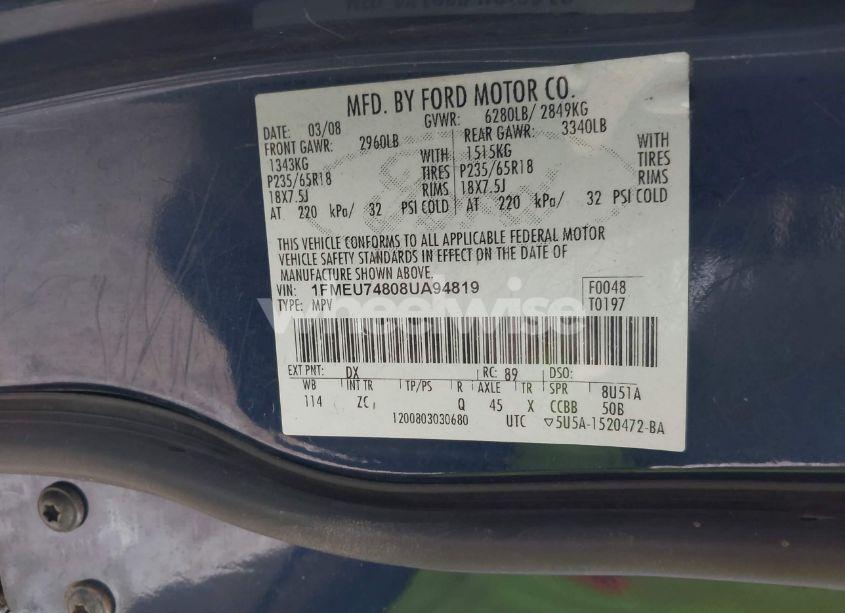 MFD. BY FORD MOTOR CO.
DATE: 03/08 GVWR: 6280LB/ 2849KG
FRONT GAWR: 2960LB REAR GAWR: 3340LB
1343KG WITH 1515KG WITH
P235/65R18 TIRES P235/65R18 TIRES
18X7.5J RIMS 18X7.5J RIMS
AT 220 kPa/ 32 PSI COLD AT 220 kPa/ 32 PSI COLD
THIS VEHICLE CONFORMS TO ALL APPLICABLE FEDERAL MOTOR
VEHICLE SAFETY STANDARDS IN EFFECT ON THE DATE OF
MANUFACTURE SHOWN ABOVE.
VIN: 1FMEU74808UA94819 F0048
TYPE: MPV T0197
wheelwise
EXT PNT: DX RC: 89 DSO:
WB INT TR TP/PS R AXLE TR SPR 8U51A
114 ZC Q 45 X CCBB 50B
1200803030680 UTC ▽5U5A-1520472-BA